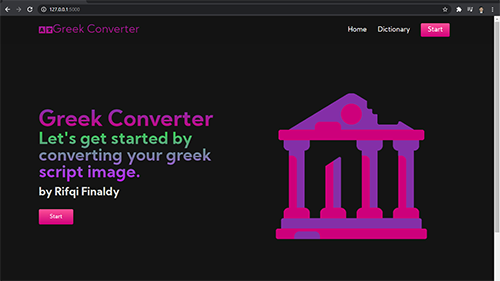 127.0.0.1:5000
Greek Converter
Home
Dictionary
Start
Greek Converter
Let's get started by
converting your greek
script image.
by Rifqi Finaldy
Start